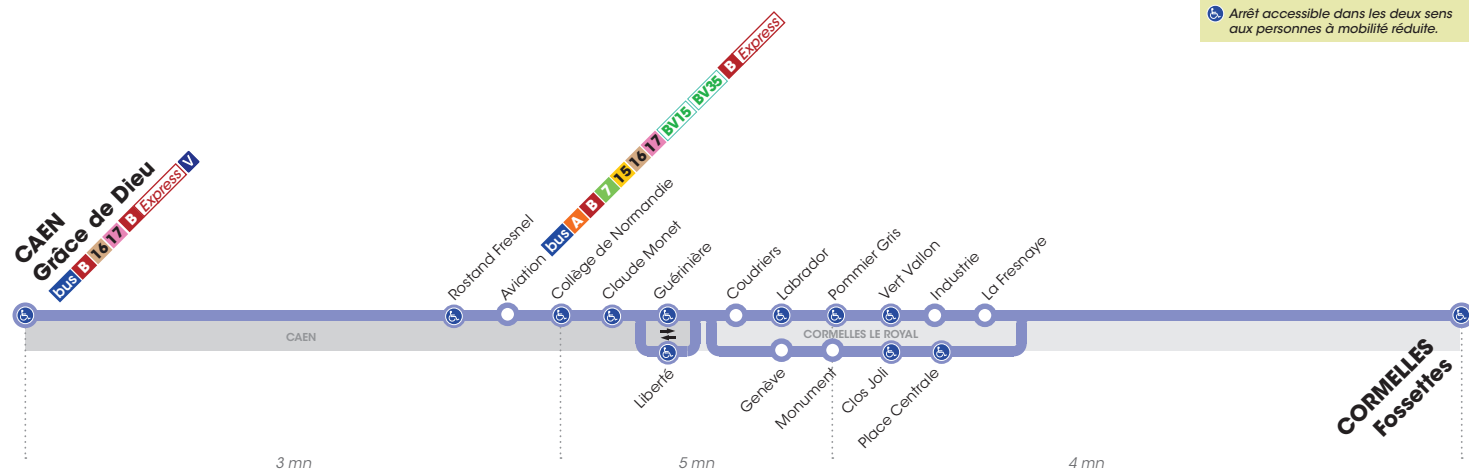 Arrêt accessible dans les deux sens
aux personnes à mobilité réduite.
CAEN
Grâce de Dieu
bus B 16 17 B Express V
Rostand Fresnel
Aviation bus A B 7 15 16 17 BV15 BV35 B Express
Collège de Normandie
Claude Monet
Guérinière
Coudriers
Labrador
Pommier Gris
Vert Vallon
Industrie
La Fresnaye
CAEN
CORMELLES LE ROYAL
Liberté
Genève
Monument
Clos Joli
Place Centrale
CORMELLES
Fossettes
3 mn
5 mn
4 mn